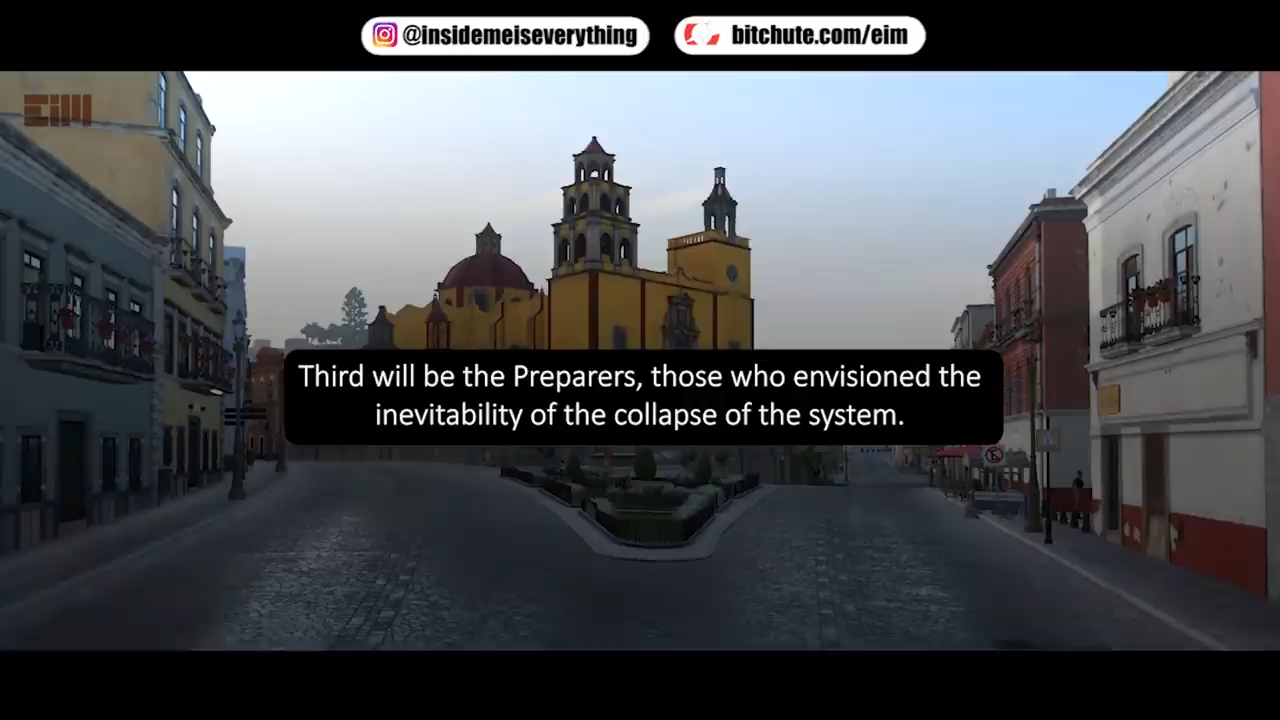 @insidemeiseverything
bitchute.com/eim
EIM
Third will be the Preparers, those who envisioned the
inevitability of the collapse of the system.